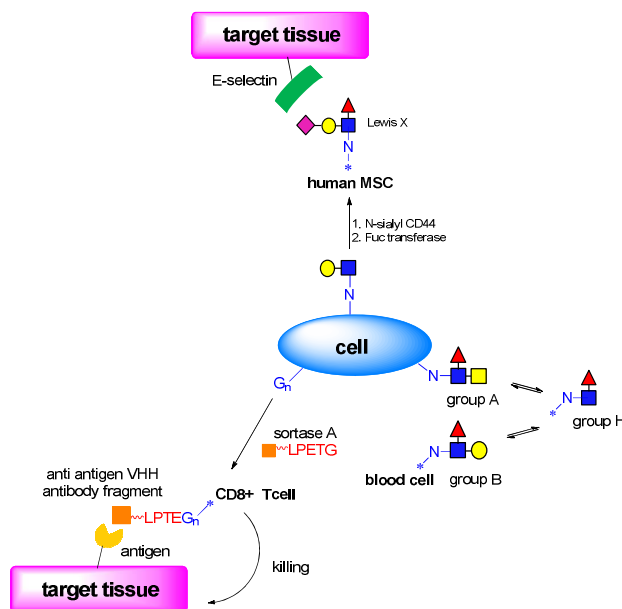 target tissue
E-selectin
Lewis X
N
*
human MSC
1. N-sialyl CD44
2. Fuc transferase
N
cell
Gn
N
group A
N
*
group H
N
*
blood cell
group B
sortase A
LPETG
anti antigen VHH
antibody fragment
LPTEGn
*
CD8+ Tcell
antigen
killing
target tissue